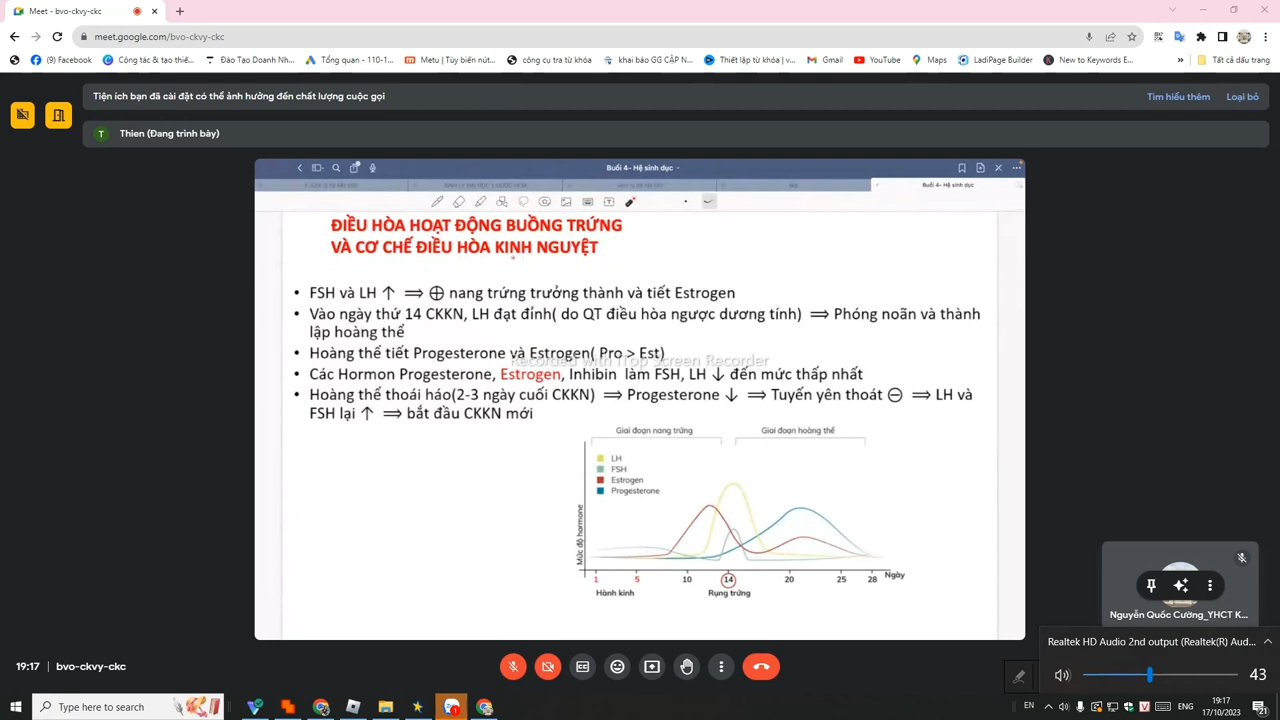 Meet - bvo-ckvy-ckc
meet.google.com/bvo-ckvy-ckc
(9) Facebook
Công tác & tạo thiế...
Đào Tạo Doanh Nh...
Tổng quan - 110-1...
Metu | Tùy biến nút...
công cụ tra từ khóa
khai báo GG CẤP N...
Thiết lập từ khóa | v...
Gmail
YouTube
Maps
LadiPage Builder
New to Keywords E...
Tất cả dấu trang
Tiện ích bạn đã cài đặt có thể ảnh hưởng đến chất lượng cuộc gọi
Tìm hiểu thêm
Loại bỏ
T
Thien (Đang trình bày)
Buổi 4- Hệ sinh dục
Buổi 4- Hệ sinh dục
ĐIỀU HÒA HOẠT ĐỘNG BUỒNG TRỨNG
VÀ CƠ CHẾ ĐIỀU HÒA KINH NGUYỆT
• FSH và LH ↑ ⟹ ⊕ nang trứng trưởng thành và tiết Estrogen
• Vào ngày thứ 14 CKKN, LH đạt đỉnh( do QT điều hòa ngược dương tính) ⟹ Phóng noãn và thành
lập hoàng thể
• Hoàng thể tiết Progesterone và Estrogen( Pro > Est)
Recorded with iTop Screen Recorder
• Các Hormon Progesterone, Estrogen, Inhibin làm FSH, LH ↓ đến mức thấp nhất
• Hoàng thể thoái háo(2-3 ngày cuối CKKN) ⟹ Progesterone ↓ ⟹ Tuyến yên thoát ⊖ ⟹ LH và
FSH lại ↑ ⟹ bắt đầu CKKN mới
Giai đoạn nang trứng
Giai đoạn hoàng thể
LH
FSH
Estrogen
Progesterone
Mức độ hormone
1 5 10 14 20 25 28 Ngày
Hành kinh
Rụng trứng
Nguyễn Quốc Cường_YHCT K...
Realtek HD Audio 2nd output (Realtek(R) Aud...
43
19:17 | bvo-ckvy-ckc
Type here to search
EN
ENG
19:17
17/10/2023
21